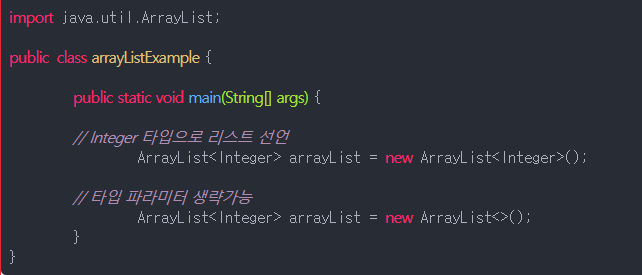 import java.util.ArrayList;
public class arrayListExample {
public static void main(String[] args) {
// Integer 타입으로 리스트 선언
ArrayList<Integer> arrayList = new ArrayList<Integer>();
// 타입 파라미터 생략가능
ArrayList<Integer> arrayList = new ArrayList<>();
}
}